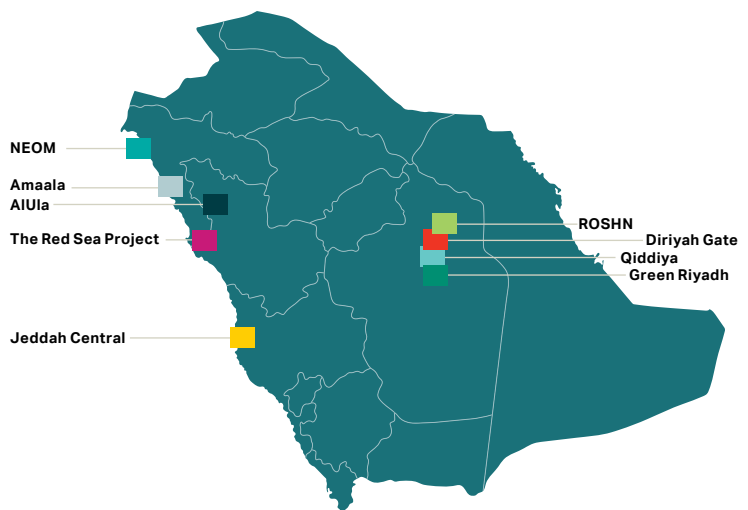 NEOM
Amaala
AlUla
The Red Sea Project
Jeddah Central
ROSHN
Diriyah Gate
Qiddiya
Green Riyadh